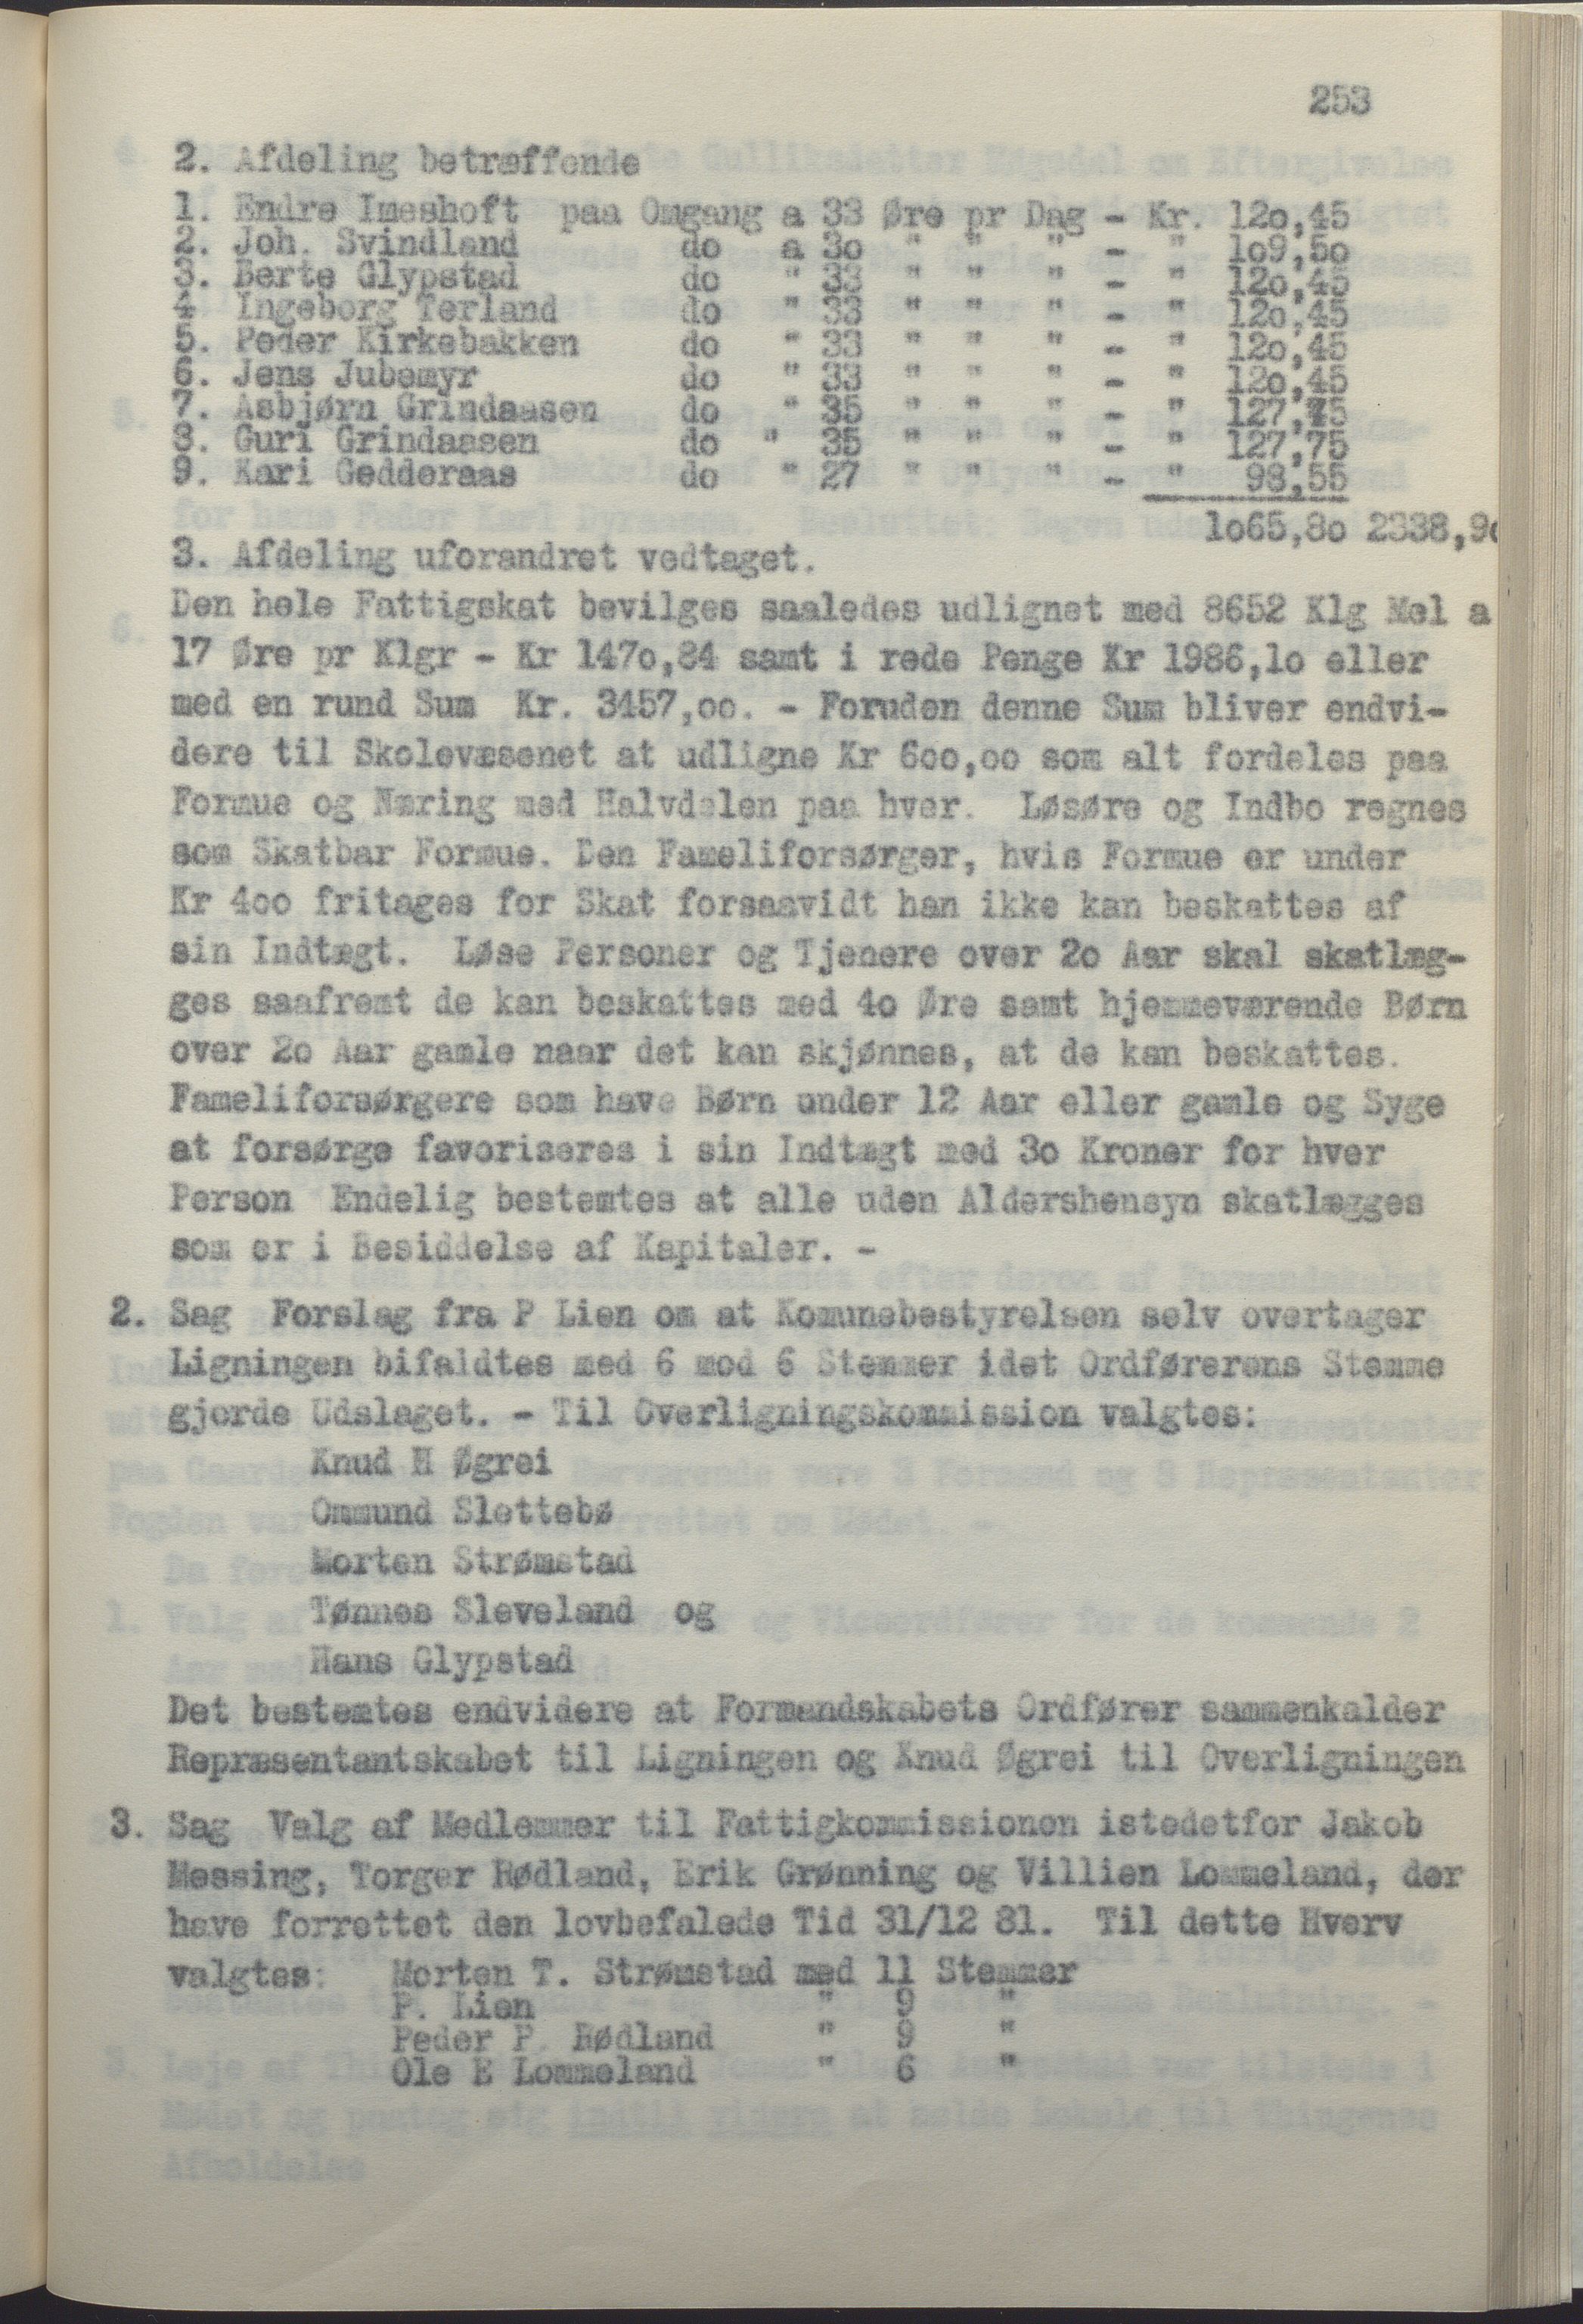 253
2. Afdeling betræffende
1. Endre Imeshoft paa Omgang a 33 Øre pr Dag - Kr. 12o,45
2. Joh. Svindland do a 3o " " " - " 1o9,5o
3. Berte Glypstad do " 33 " " " - " 12o,45
4 Ingeborg Terland do " 33 " " " - " 12o,45
5. Peder Kirkebakken do " 33 " " " - " 12o,45
6. Jens Jubemyr do " 33 " " " - " 12o,45
7. Asbjørn Grindaasen do " 35 " " " - " 127,75
8. Guri Grindaasen do " 35 " " " - " 127,75
9. Kari Gedderaas do " 27 " " " - " 98,55
1o65,8o 2338,9o
3. Afdeling uforandret vedtaget.
Den hele Fattigskat bevilges saaledes udlignet med 8652 Klg Mel a
17 Øre pr Klgr - Kr 147o,84 samt i rede Penge Kr 1986,1o eller
med en rund Sum Kr. 3457,oo. - Foruden denne Sum bliver endvi-
dere til Skolevæsenet at udligne Kr 6oo,oo som alt fordeles paa
Formue og Næring med Halvdelen paa hver. Løsøre og Indbo regnes
som Skatbar Formue. Den Fameliforsørger, hvis Formue er under
Kr 4oo fritages for Skat forsaavidt han ikke kan beskattes af
sin Indtægt. Løse Personer og Tjenere over 2o Aar skal skatlæg-
ges saafremt de kan beskattes med 4o Øre samt hjemmeværende Børn
over 2o Aar gamle naar det kan skjønnes, at de kan beskattes.
Fameliforsørgere som have Børn under 12 Aar eller gamle og Syge
at forsørge favoriseres i sin Indtægt med 3o Kroner for hver
Person Endelig bestemtes at alle uden Aldershensyn skatlægges
som er i Besiddelse af Kapitaler. -
2. Sag Forslag fra P Lien om at Komunebestyrelsen selv overtager
Ligningen bifaldtes med 6 mod 6 Stemmer idet Ordførerens Stemme
gjorde Udslaget. - Til Overligningskommission valgtes:
Knud H Øgrei
Ommund Slettebø
Morten Strømstad
Tønnes Sleveland og
Hans Glypstad
Det bestemtes endvidere at Formandskabets Ordfører sammenkalder
Repræsentantskabet til Ligningen og Knud Øgrei til Overligningen
3. Sag Valg af Medlemmer til Fattigkommissionen istedetfor Jakob
Messing, Torger Rødland, Erik Grønning og Villien Lommeland, der
have forrettet den lovbefalede Tid 31/12 81. Til dette Hverv
valgtes: Morten T. Strømstad med 11 Stemmer
P. Lien " 9 "
Peder P. Rødland " 9 "
Ole E Lommeland " 6 "